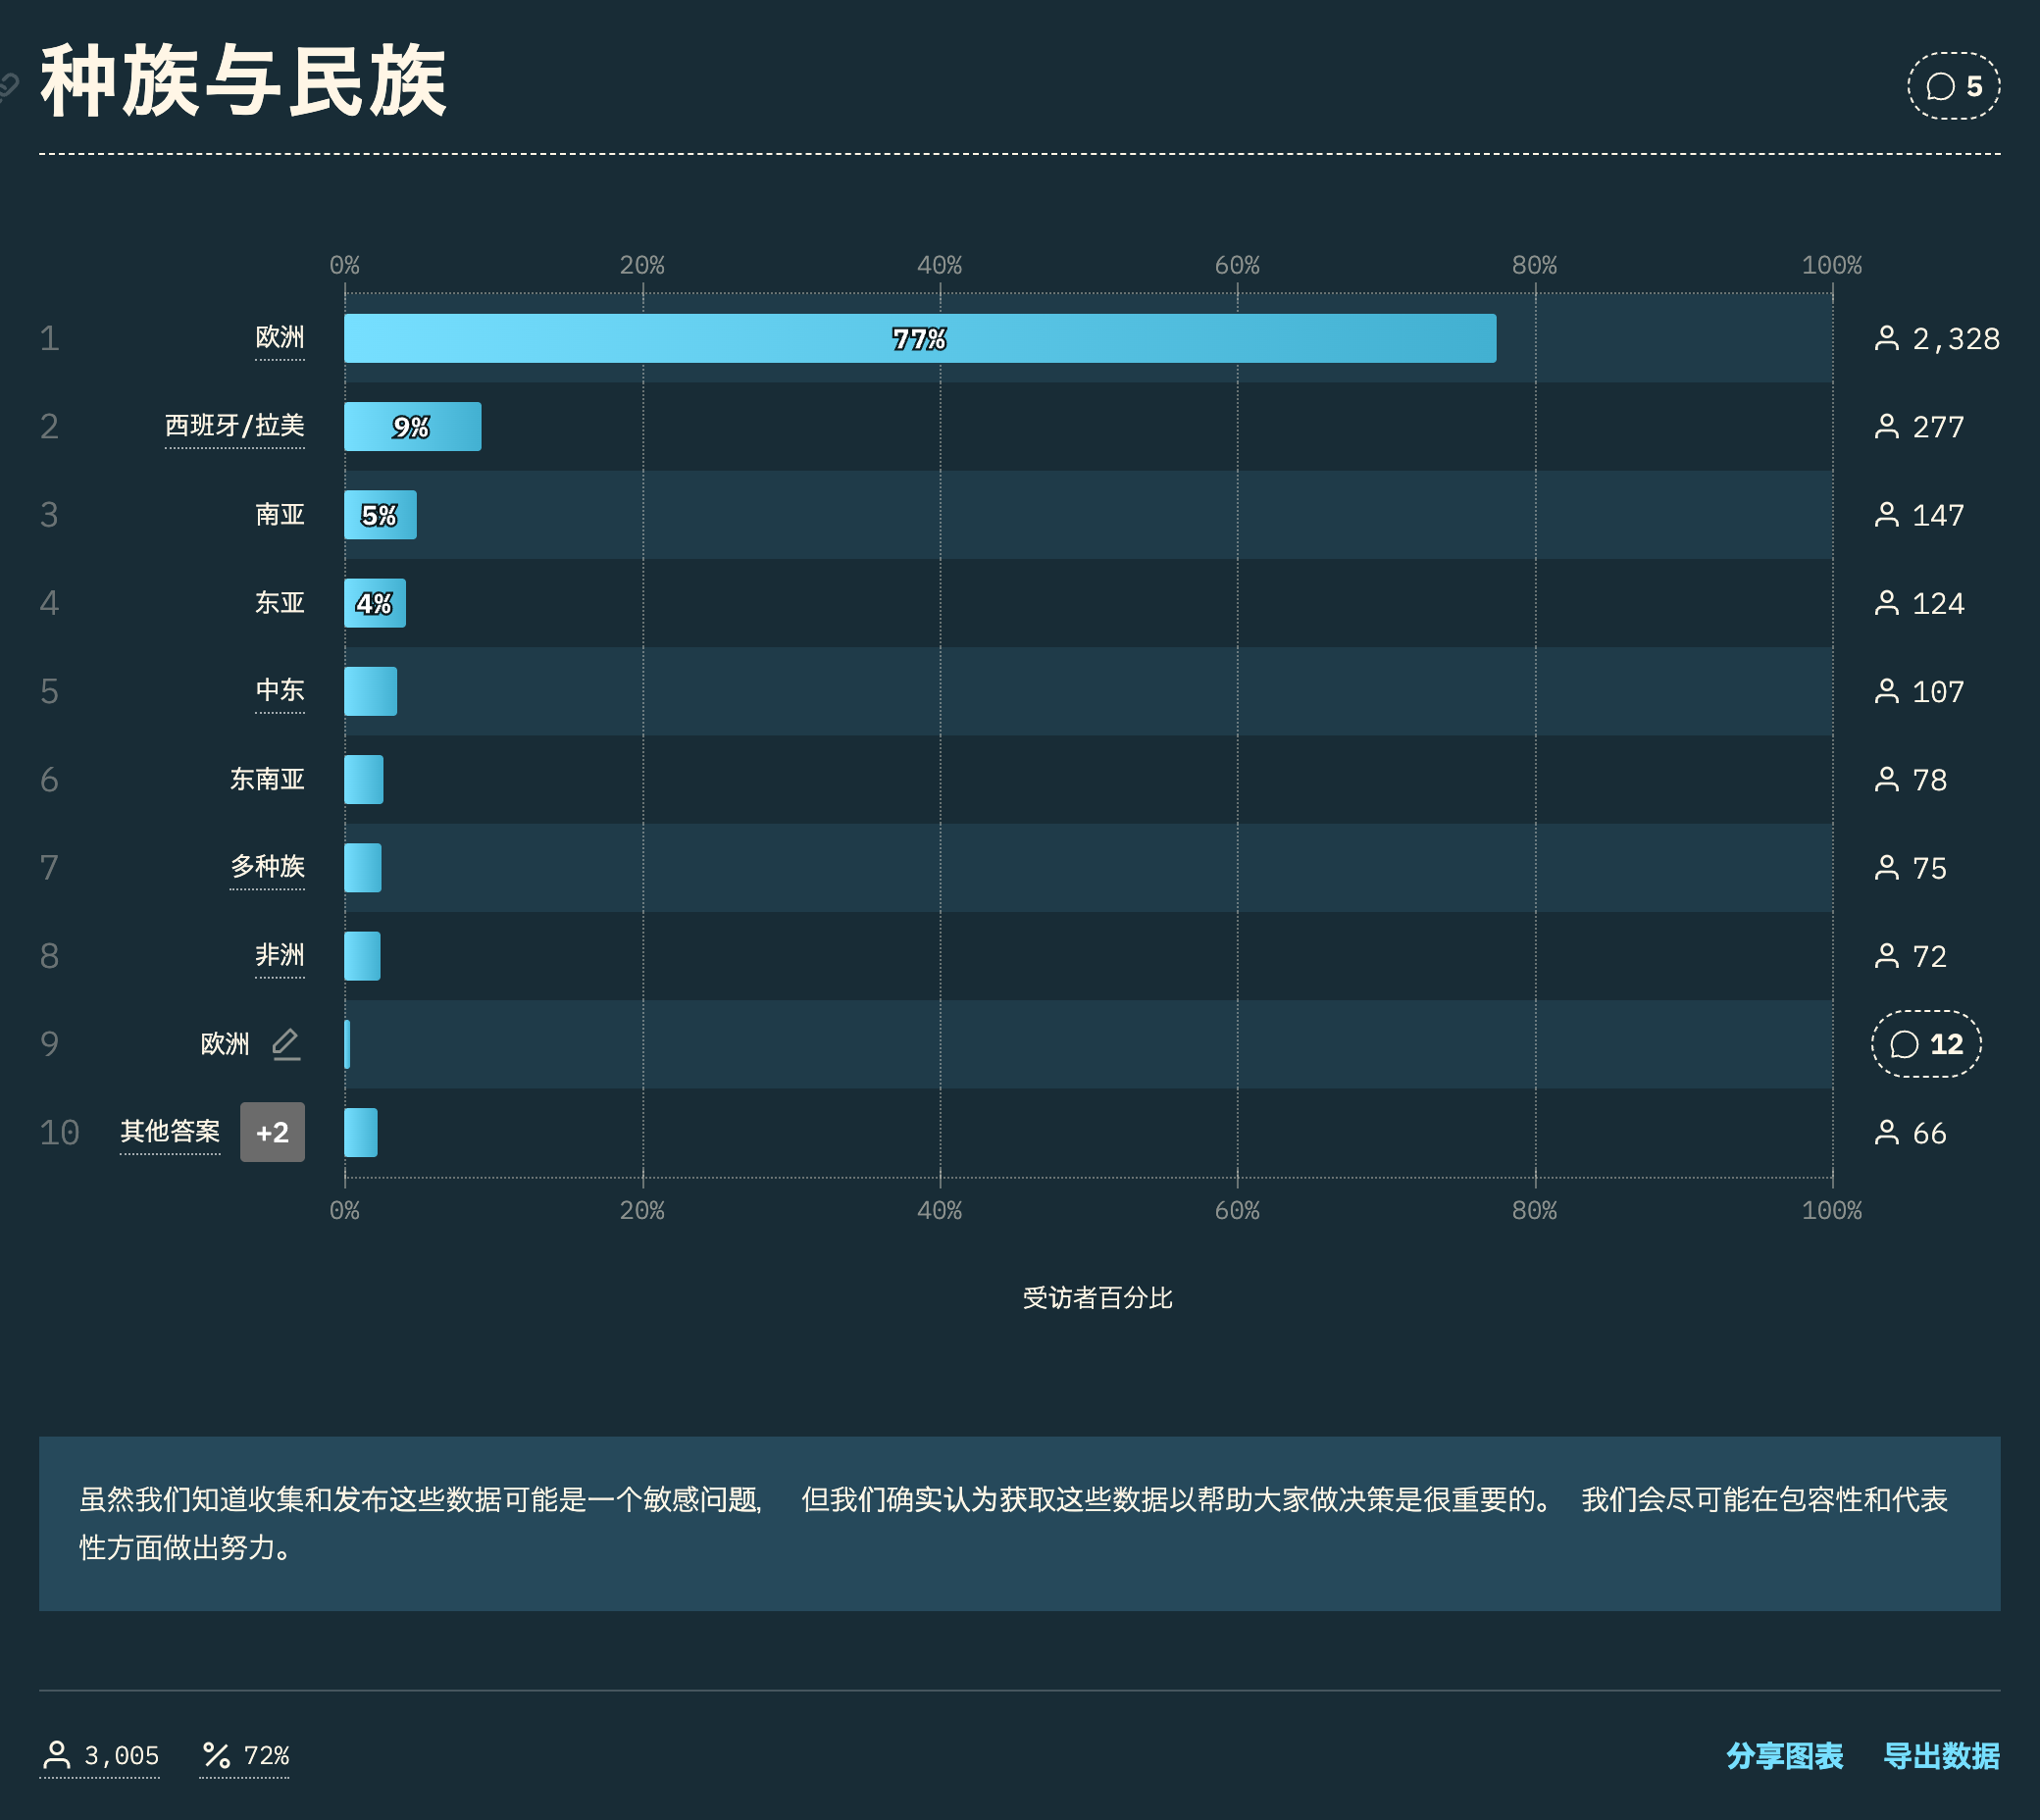 种族与民族
5
0% 20% 40% 60% 80% 100%
1 欧洲 77% 2,328
2 西班牙/拉美 9% 277
3 南亚 5% 147
4 东亚 4% 124
5 中东 107
6 东南亚 78
7 多种族 75
8 非洲 72
9 欧洲 12
10 其他答案 +2 66
0% 20% 40% 60% 80% 100%
受访者百分比
虽然我们知道收集和发布这些数据可能是一个敏感问题, 但我们确实认为获取这些数据以帮助大家做决策是很重要的。 我们会尽可能在包容性和代表
性方面做出努力。
3,005 72% 分享图表 导出数据